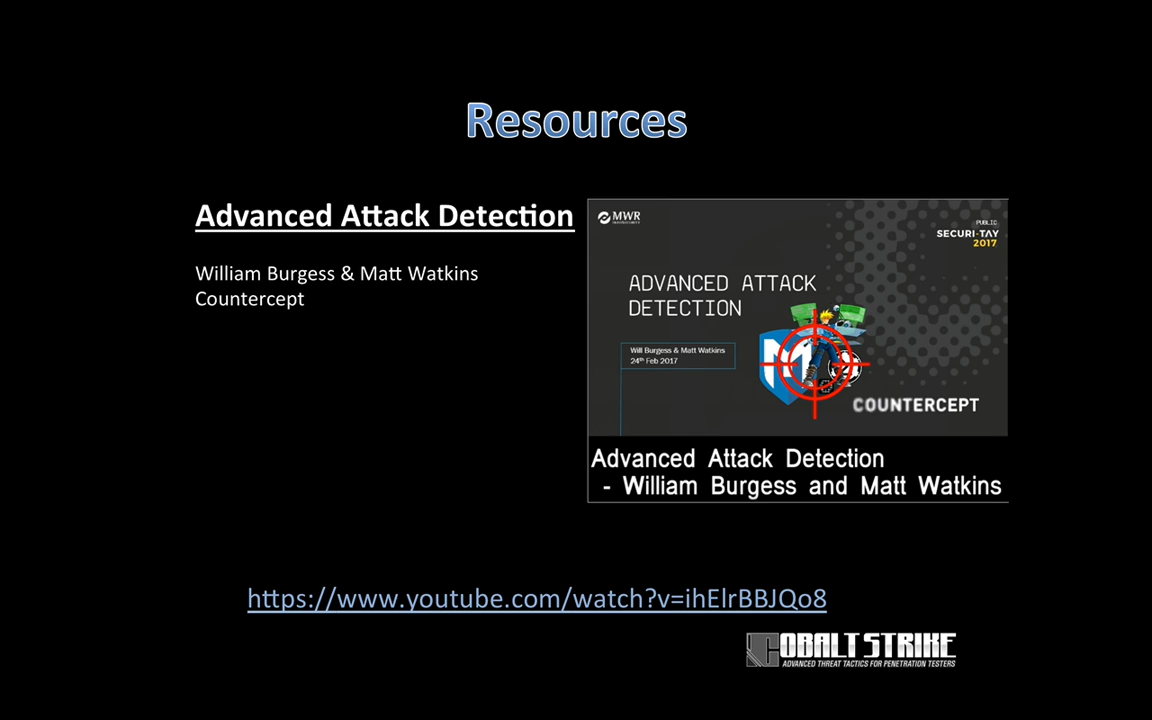 Resources
Advanced Attack Detection
William Burgess & Matt Watkins
Countercept
MWR
PUBLIC
SECURI-TAY
2017
ADVANCED ATTACK
DETECTION
Will Burgess & Matt Watkins
24th Feb 2017
COUNTERCEPT
Advanced Attack Detection
- William Burgess and Matt Watkins
https://www.youtube.com/watch?v=ihElrBBJQo8
COBALT STRIKE
ADVANCED THREAT TACTICS FOR PENETRATION TESTERS